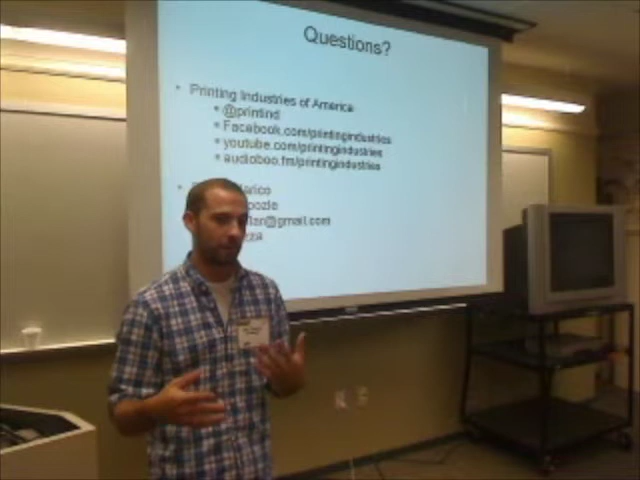 Questions?
Printing Industries of America
@printind
Facebook.com/printingindustries
youtube.com/printingindustries
audioboo.fm/printingindustries
@gmail.com